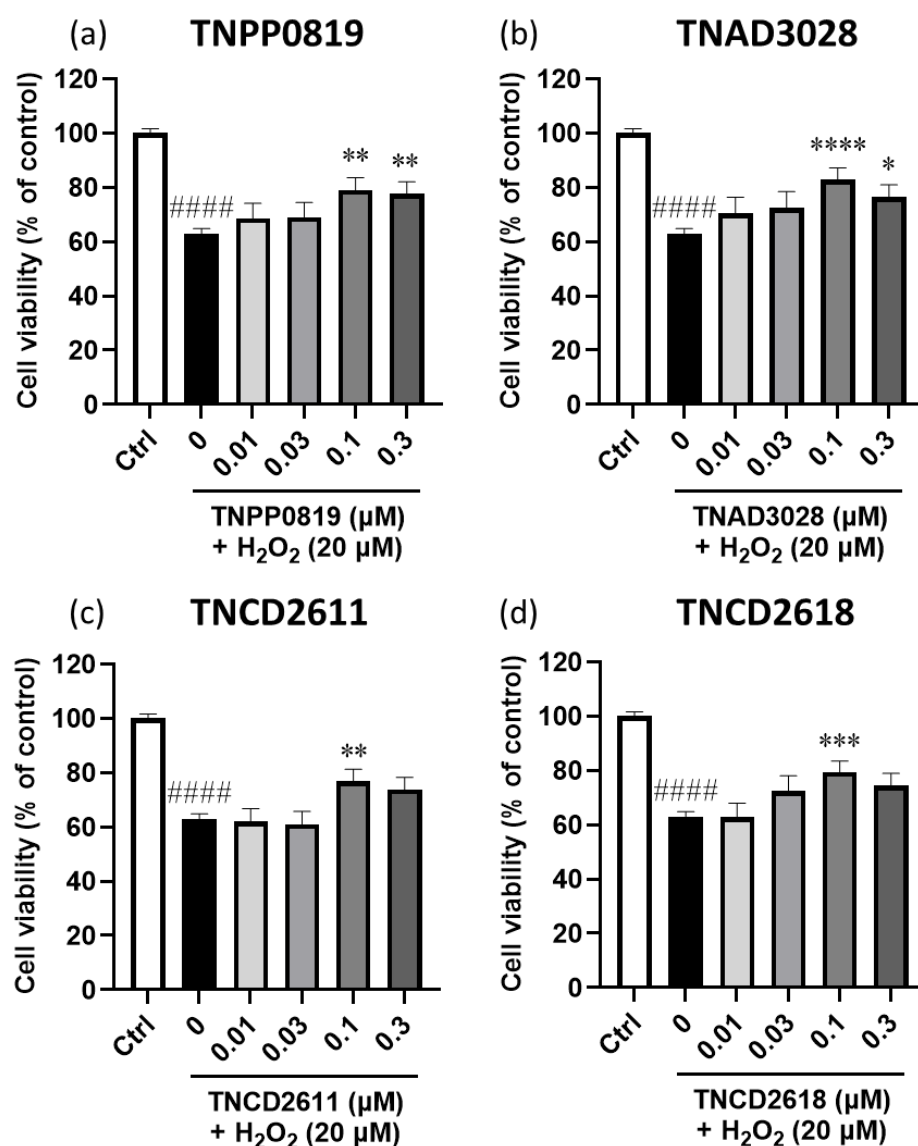 (a) TNPP0819
Cell viability (% of control)
120
100
80
60
40
20
0
####
**
**
Ctrl
0
0.01
0.03
0.1
0.3
TNPP0819 (µM)
+ H₂O₂ (20 µM)
(b) TNAD3028
Cell viability (% of control)
120
100
80
60
40
20
0
####
****
*
Ctrl
0
0.01
0.03
0.1
0.3
TNAD3028 (µM)
+ H₂O₂ (20 µM)
(c) TNCD2611
Cell viability (% of control)
120
100
80
60
40
20
0
####
**
Ctrl
0
0.01
0.03
0.1
0.3
TNCD2611 (µM)
+ H₂O₂ (20 µM)
(d) TNCD2618
Cell viability (% of control)
120
100
80
60
40
20
0
####
***
Ctrl
0
0.01
0.03
0.1
0.3
TNCD2618 (µM)
+ H₂O₂ (20 µM)